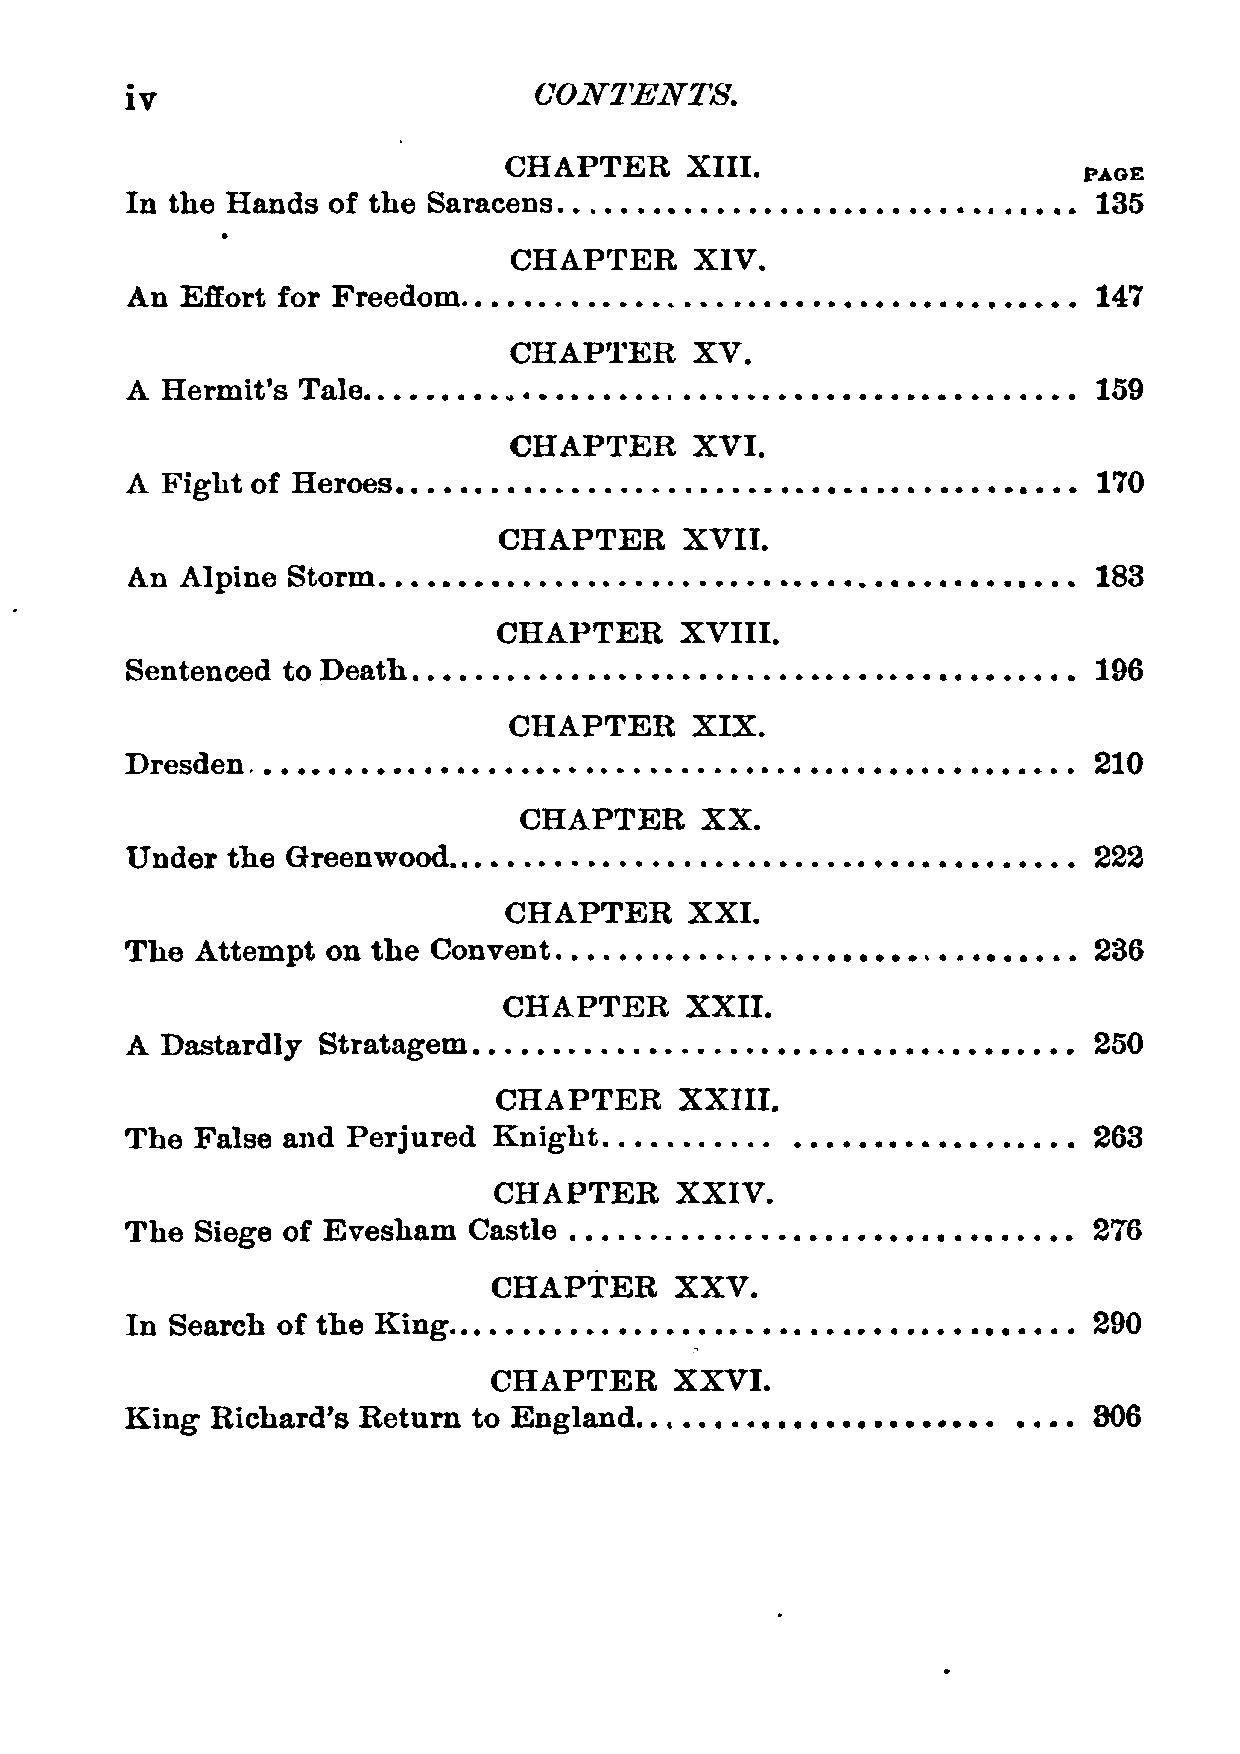 iv CONTENTS.
CHAPTER XIII.
PAGE
In the Hands of the Saracens................................. 135
CHAPTER XIV.
An Effort for Freedom....................................... 147
CHAPTER XV.
A Hermit's Tale............................................. 159
CHAPTER XVI.
A Fight of Heroes........................................... 170
CHAPTER XVII.
An Alpine Storm............................................ 183
CHAPTER XVIII.
Sentenced to Death.......................................... 196
CHAPTER XIX.
Dresden.................................................... 210
CHAPTER XX.
Under the Greenwood........................................ 222
CHAPTER XXI.
The Attempt on the Convent................................. 236
CHAPTER XXII.
A Dastardly Stratagem...................................... 250
CHAPTER XXIII.
The False and Perjured Knight........... .................. 263
CHAPTER XXIV.
The Siege of Evesham Castle ................................ 276
CHAPTER XXV.
In Search of the King........................................ 290
CHAPTER XXVI.
King Richard's Return to England....................... .... 306